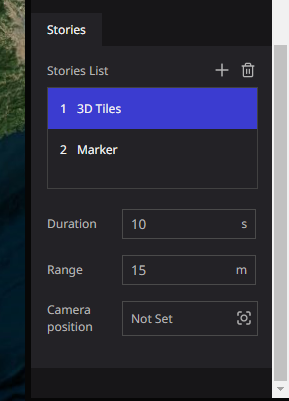 Stories
Stories List
1 3D Tiles
2 Marker
Duration 10 s
Range 15 m
Camera position Not Set